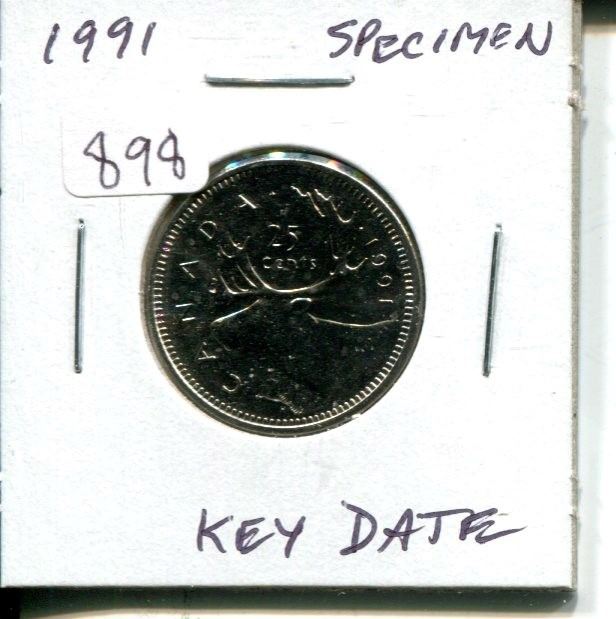 1991 SPECIMEN
898
CANADA
25
cents
1991
KEY DATE